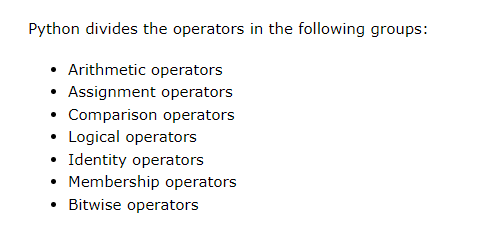 Python divides the operators in the following groups:
• Arithmetic operators
• Assignment operators
• Comparison operators
• Logical operators
• Identity operators
• Membership operators
• Bitwise operators